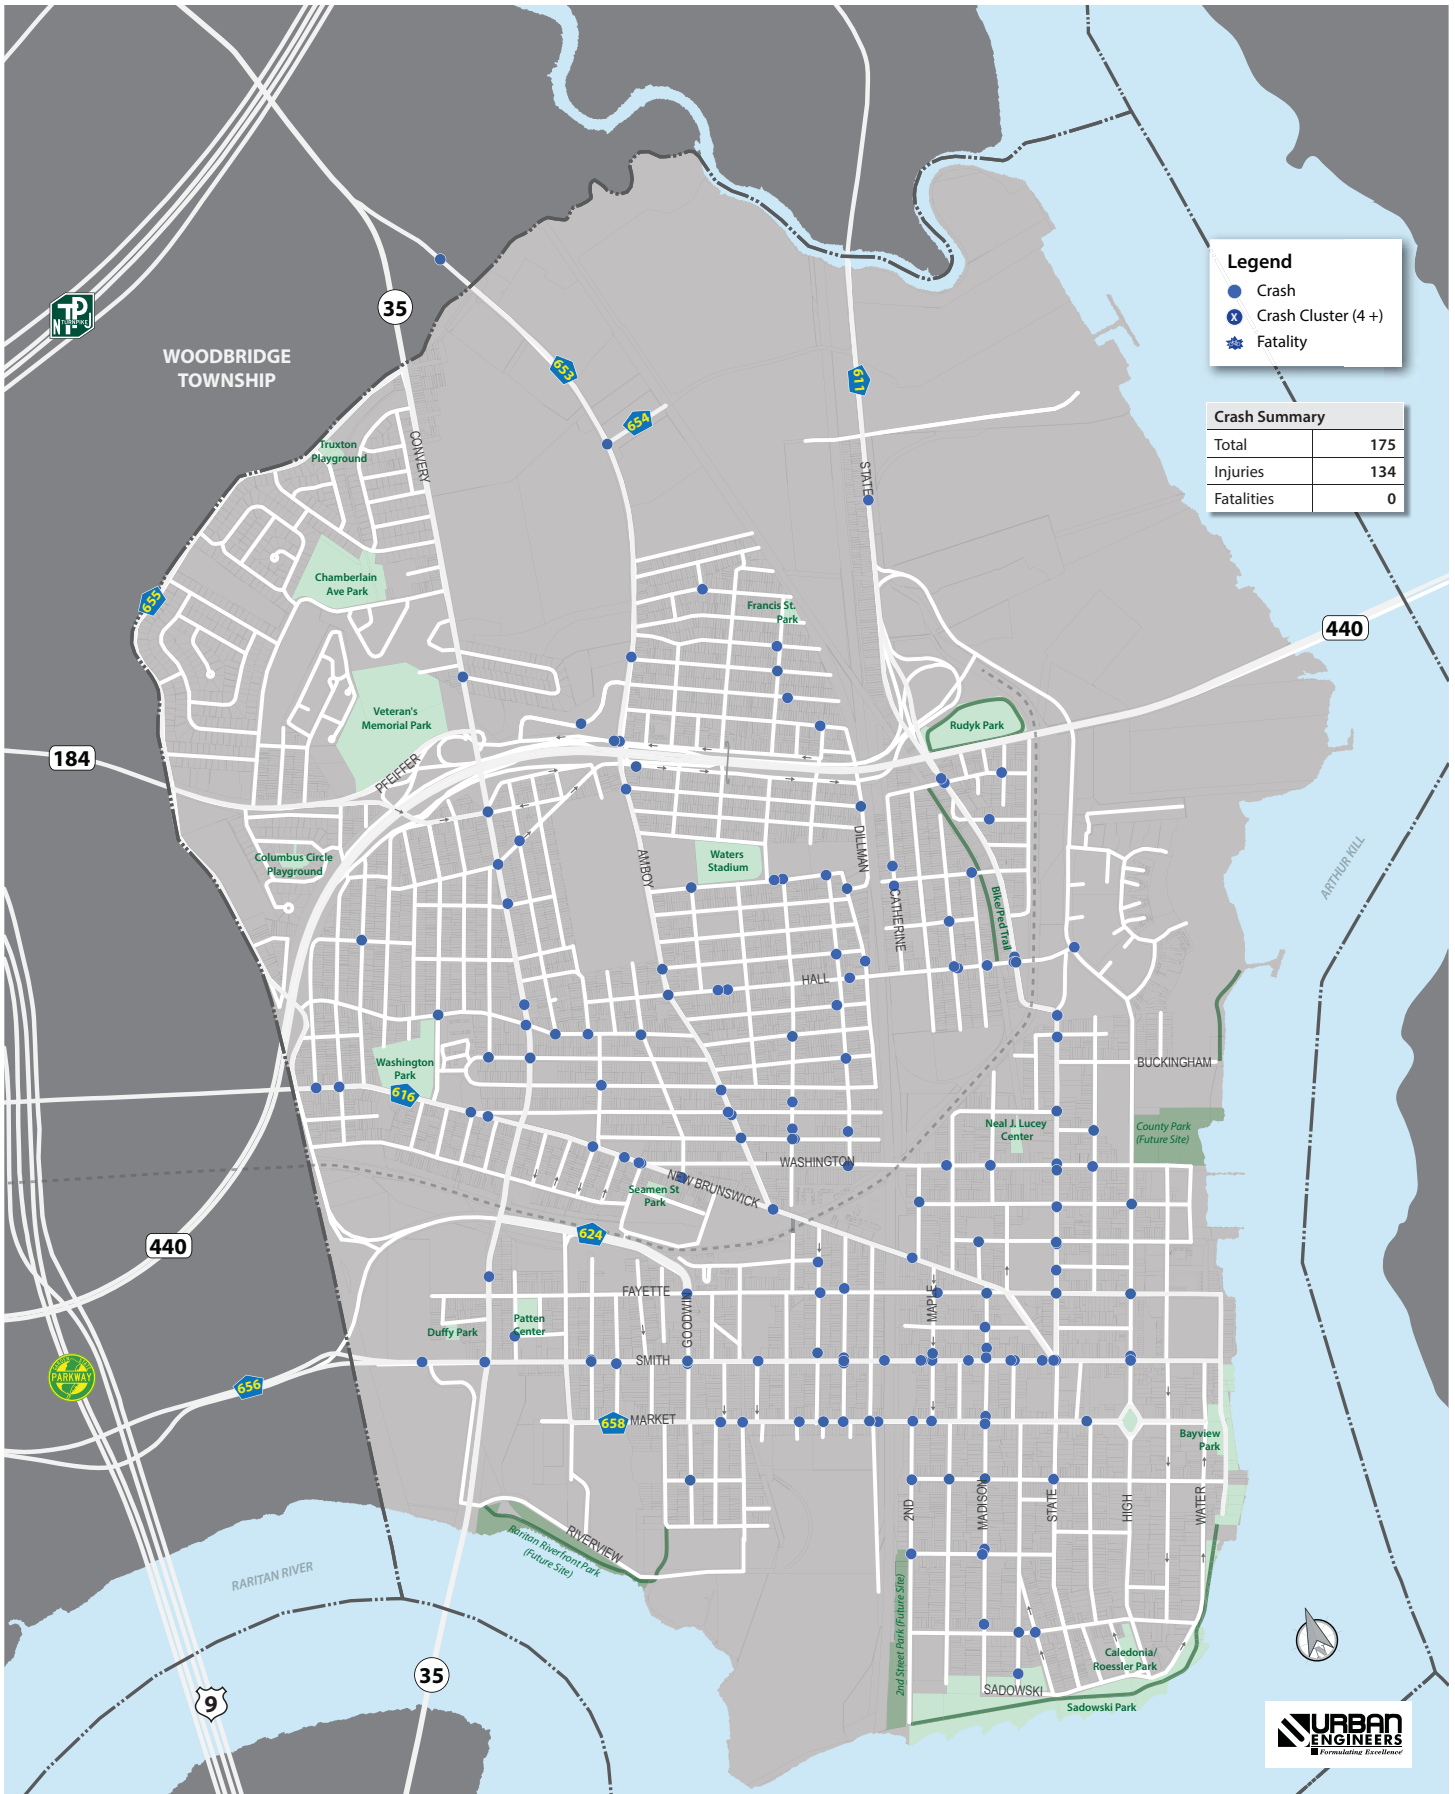 Legend
Crash
X
Crash Cluster (4 +)
Fatality
Crash Summary
Total 175
Injuries 134
Fatalities 0
WOODBRIDGE
TOWNSHIP
35
653
654
611
NJ
TP
TURNPIKE
Truxton
Playground
CONVERY
STATE
Chamberlain
Ave Park
655
Francis St.
Park
440
Veteran's
Memorial Park
Rudyk Park
184
PFEIFFER
Columbus Circle
Playground
AMBOY
Waters
Stadium
DILLMAN
CATHERINE
Bike/Ped Trail
ARTHUR KILL
HALL
Washington
Park
616
BUCKINGHAM
Neal J. Lucey
Center
County Park
(Future Site)
WASHINGTON
NEW BRUNSWICK
Seamen St
Park
440
624
FAYETTE
GOODWIN
MAPLE
Duffy Park
Patten
Center
SMITH
PARKWAY
656
658
MARKET
Bayview
Park
2ND
MADISON
STATE
HIGH
WATER
RIVERVIEW
Raritan Riverfront Park
(Future Site)
RARITAN RIVER
2nd Street Park (Future Site)
Caledonia/
Roessler Park
SADOWSKI
Sadowski Park
35
9
N
URBAN
ENGINEERS
Formulating Excellence